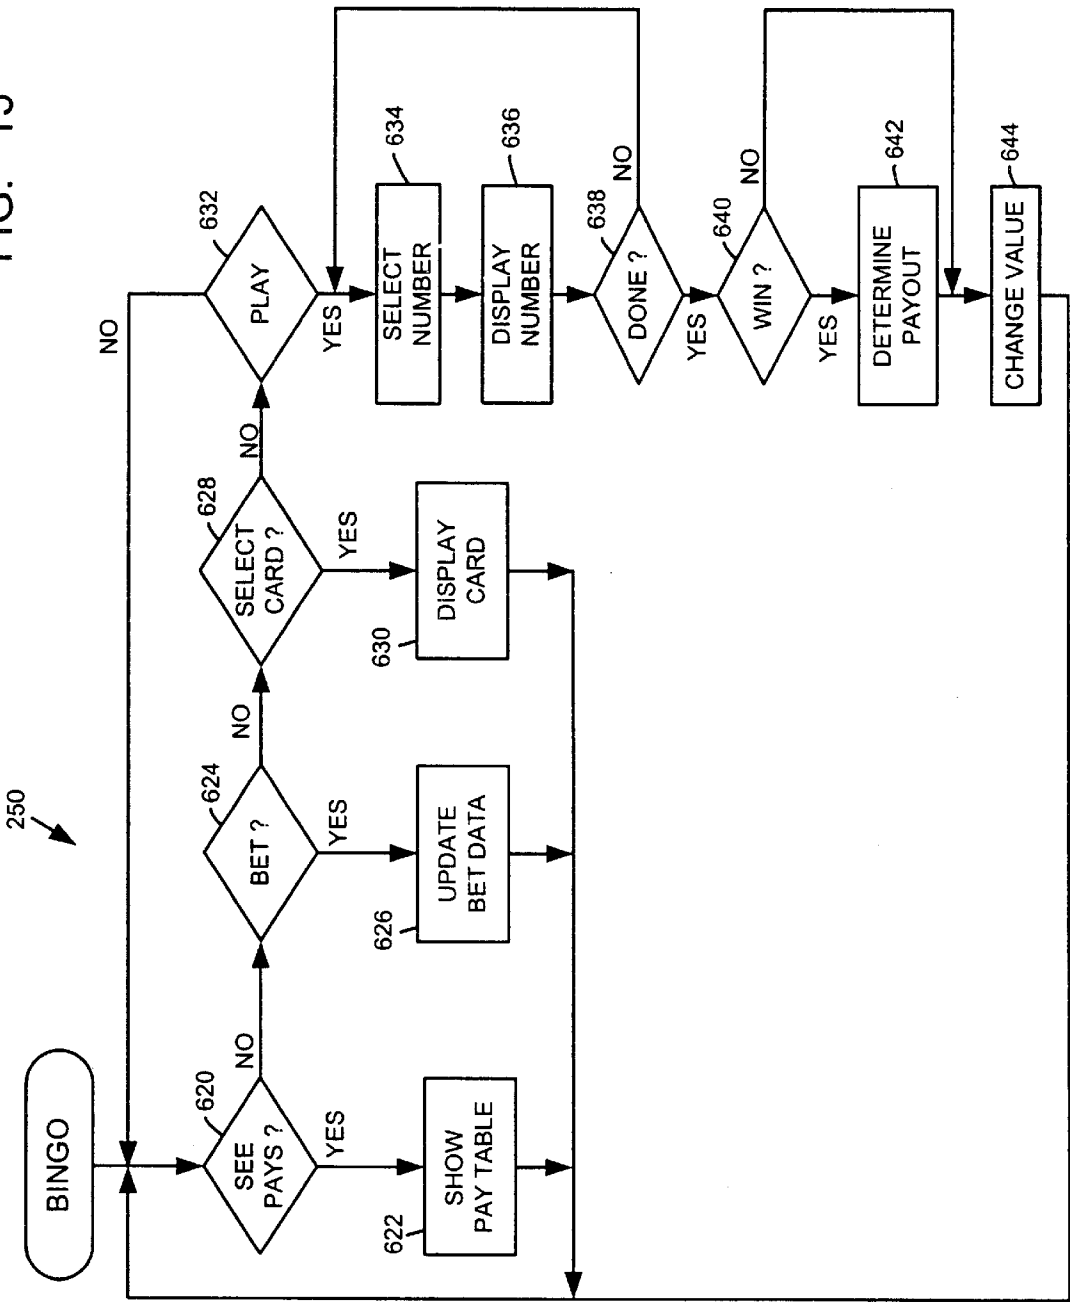 FIG. 15
250
BINGO
NO
620
SEE
PAYS ?
NO
YES
622
SHOW
PAY TABLE
624
BET ?
NO
YES
626
UPDATE
BET DATA
628
SELECT
CARD ?
NO
YES
630
DISPLAY
CARD
632
PLAY
YES
634
SELECT
NUMBER
636
DISPLAY
NUMBER
638
DONE ?
NO
YES
640
WIN ?
NO
YES
642
DETERMINE
PAYOUT
644
CHANGE VALUE